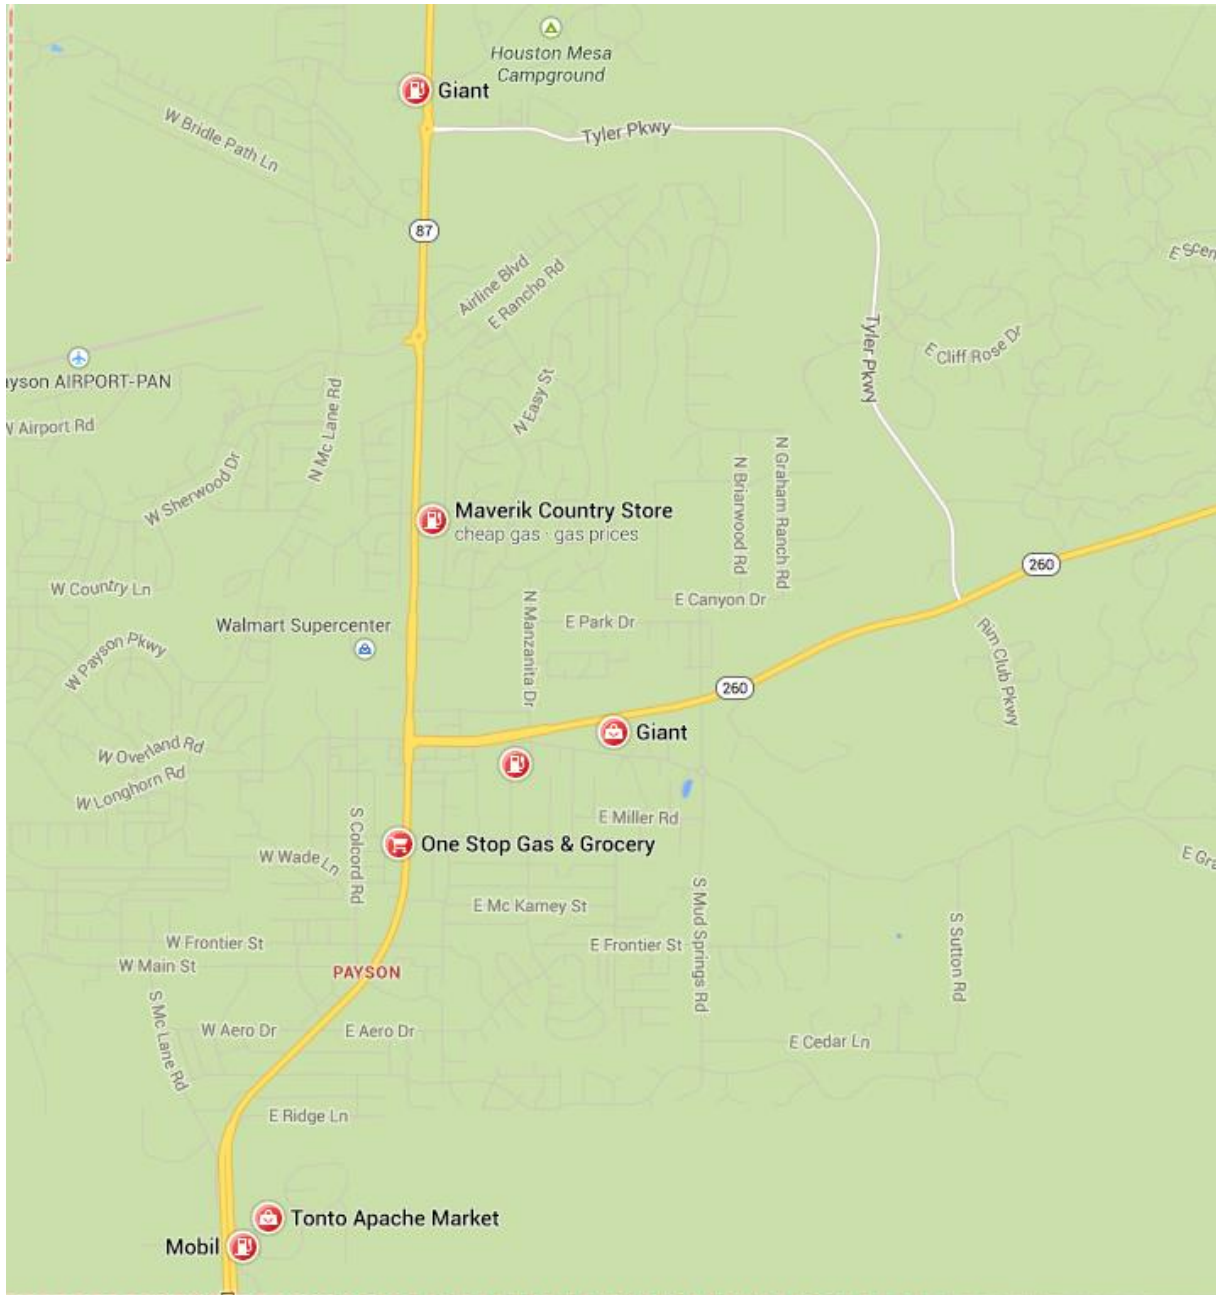 Houston Mesa
Campground
Giant
Tyler Pkwy
W Bridle Path Ln
87
E Scen
Airline Blvd
E Rancho Rd
Tyler Pkwy
E Cliff Rose Dr
ayson AIRPORT-PAN
N Easy St
N Mc Lane Rd
W Airport Rd
W Sherwood Dr
N Briarwood Rd
N Graham Ranch Rd
Maverik Country Store
cheap gas · gas prices
260
W Country Ln
E Canyon Dr
N Manzanita Dr
E Park Dr
Walmart Supercenter
W Payson Pkwy
Rim Club Pkwy
260
Giant
W Overland Rd
W Longhorn Rd
E Miller Rd
S Colcord Rd
One Stop Gas & Grocery
W Wade Ln
E Gra
E Mc Kamey St
S Mud Springs Rd
S Sutton Rd
W Frontier St
E Frontier St
W Main St
PAYSON
S Mc Lane Rd
W Aero Dr
E Aero Dr
E Cedar Ln
E Ridge Ln
Tonto Apache Market
Mobil